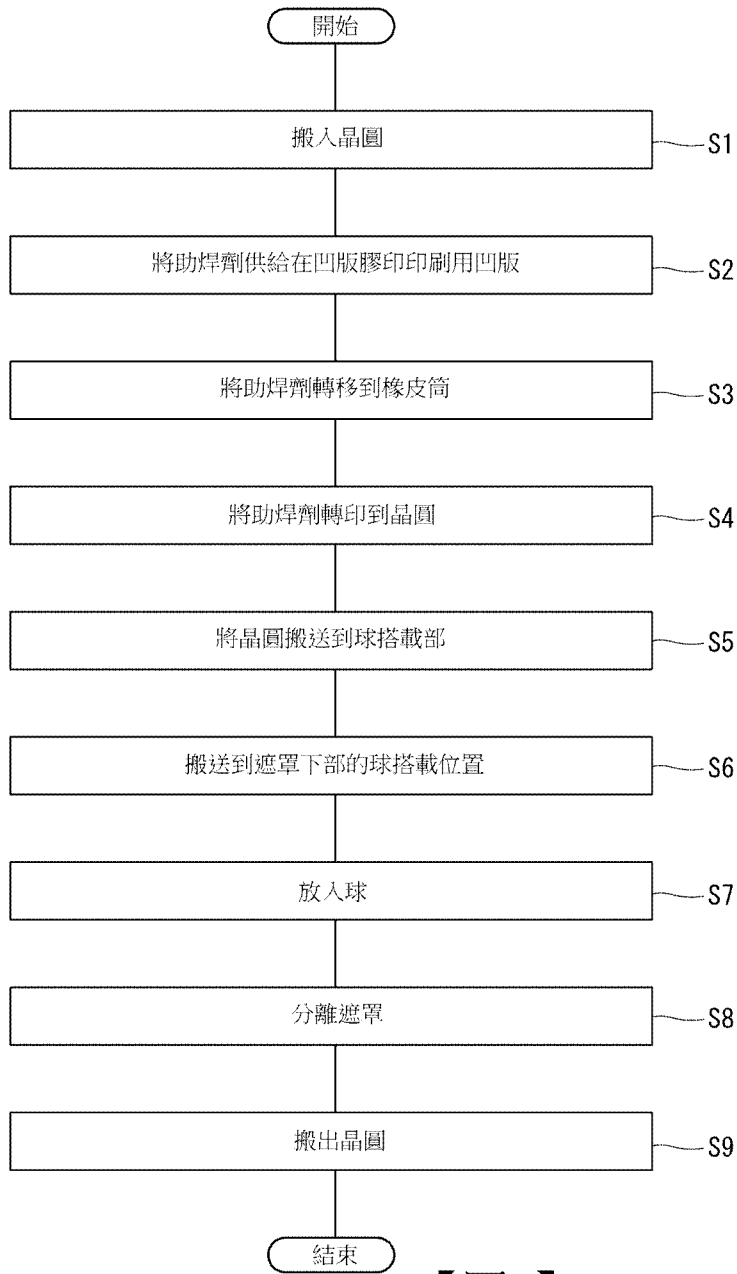 開始
搬入晶圓
S1
將助焊劑供給在凹版膠印印刷用凹版
S2
將助焊劑轉移到橡皮筒
S3
將助焊劑轉印到晶圓
S4
將晶圓搬送到球搭載部
S5
搬送到遮罩下部的球搭載位置
S6
放入球
S7
分離遮罩
S8
搬出晶圓
S9
結束